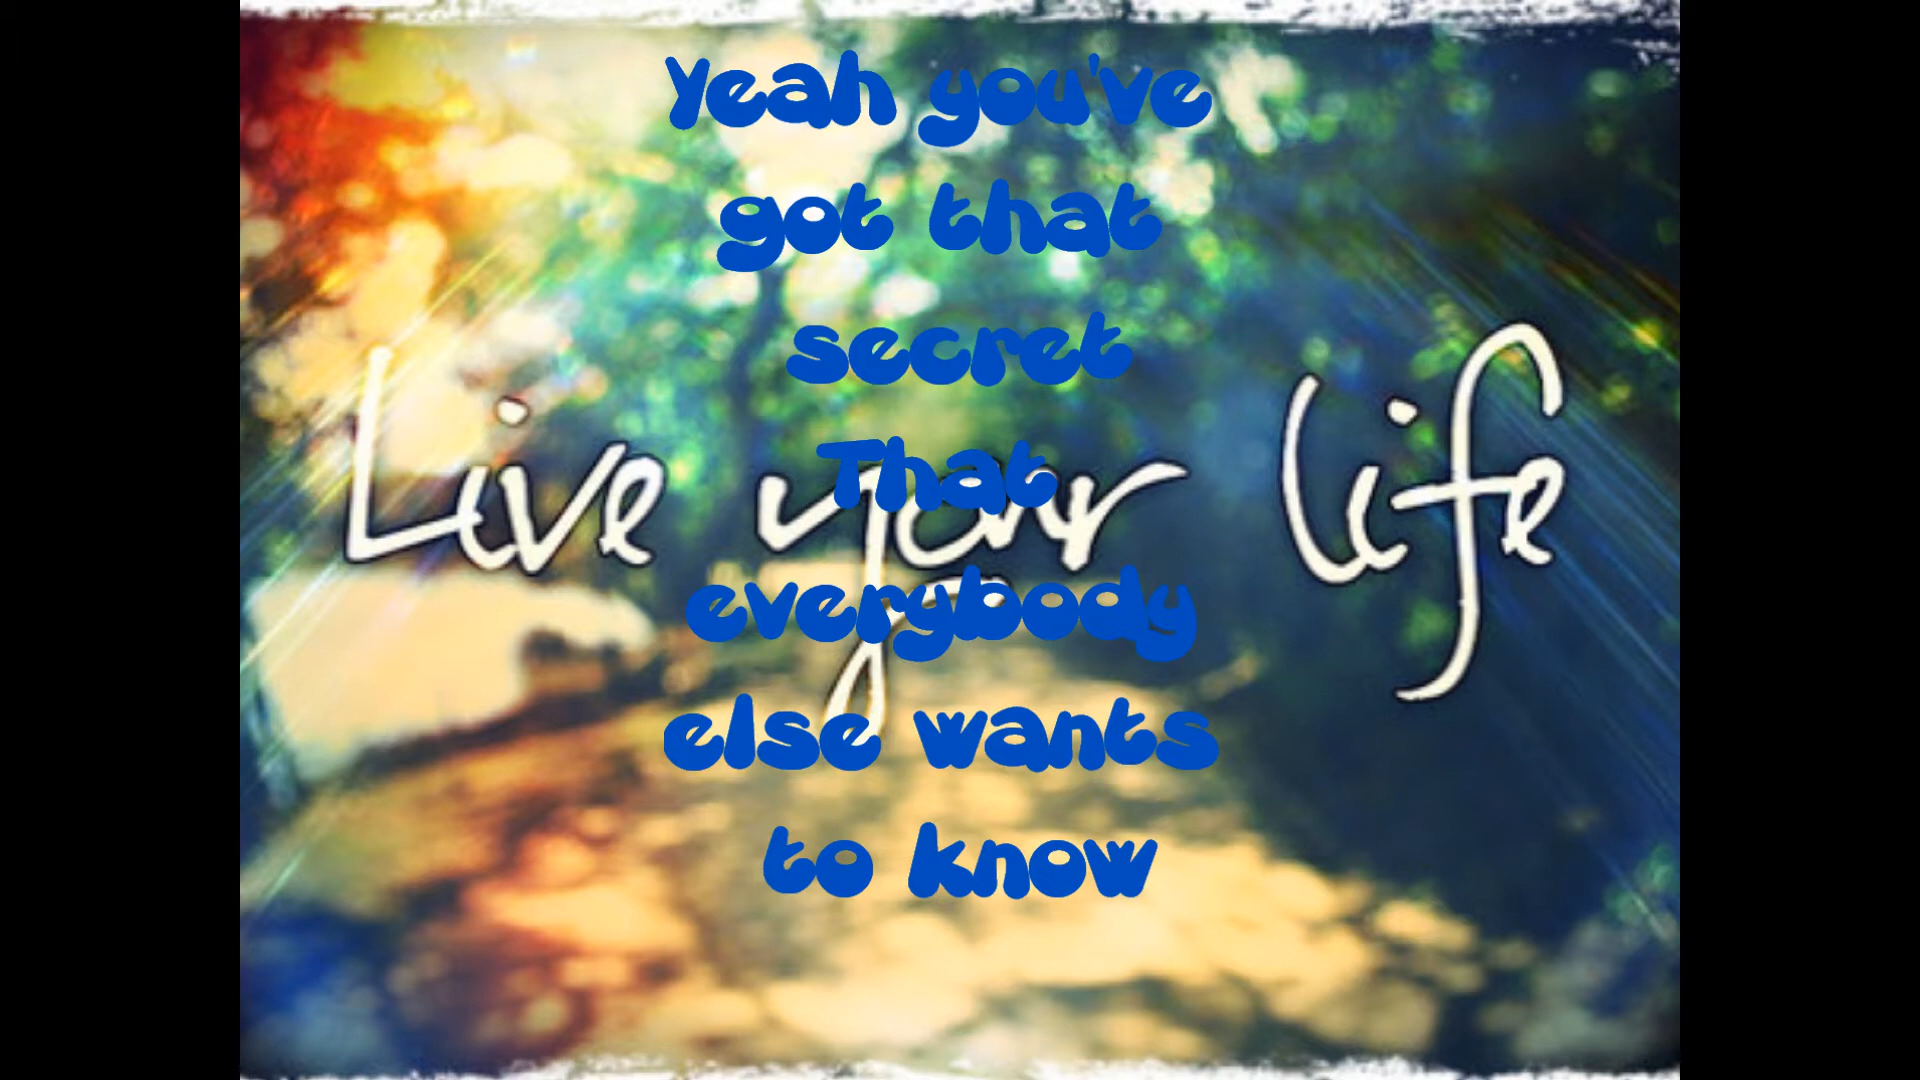 Yeah you've
got that
secret
That
everybody
else wants
to know
Live your life